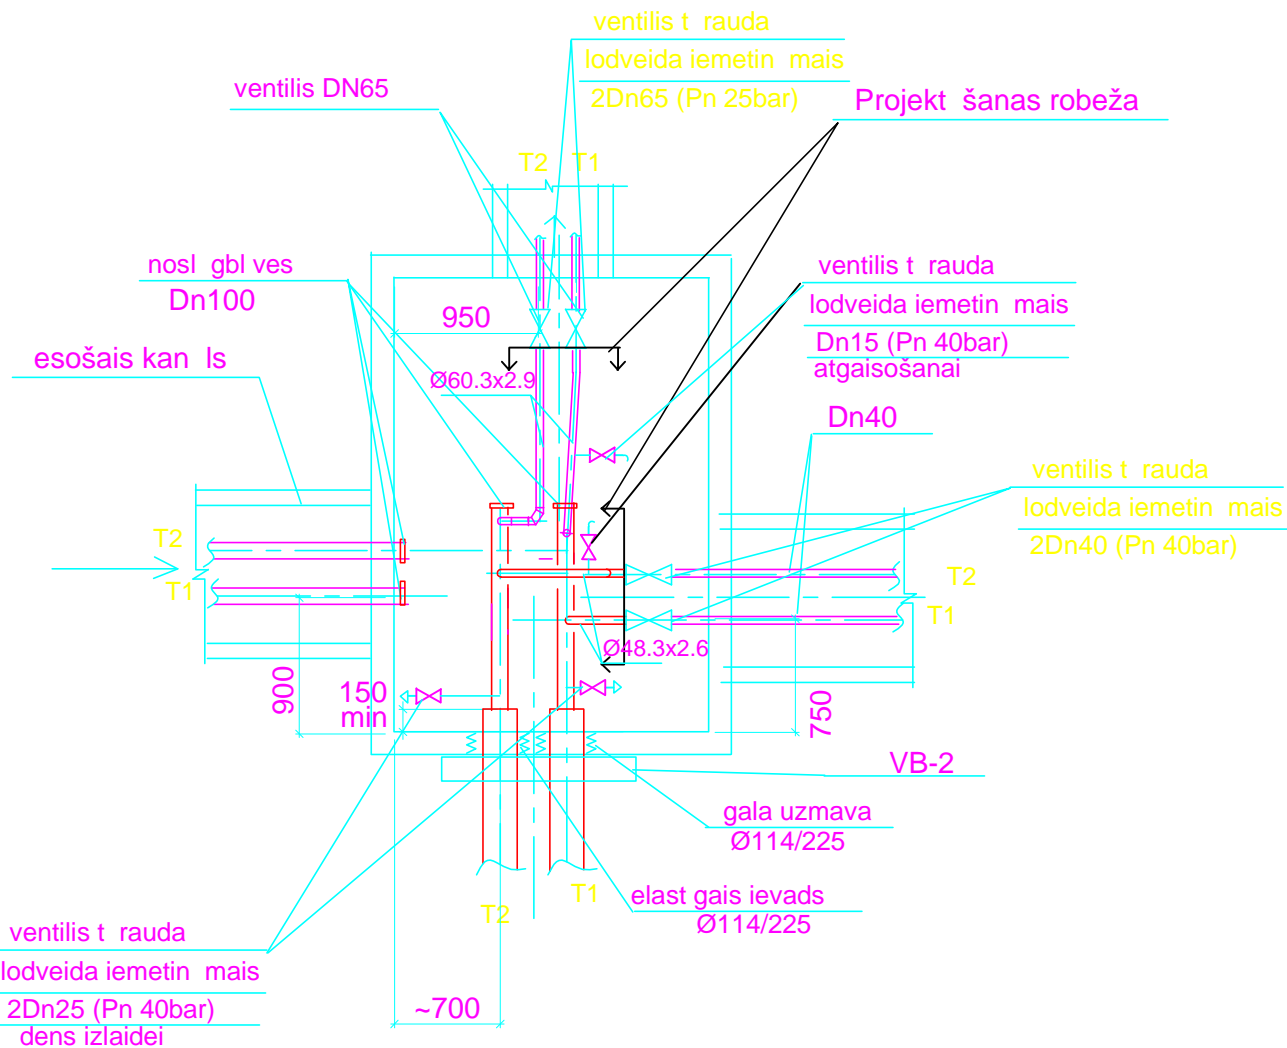 ventilis t rauda
lodveida iemetin mais
2Dn65 (Pn 25bar)
ventilis DN65
Projekt šanas robeža
T2 T1
nosl gbl ves
Dn100
ventilis t rauda
lodveida iemetin mais
Dn15 (Pn 40bar)
atgaisošanai
950
esošais kan ls
Ø60.3x2.9
Dn40
ventilis t rauda
lodveida iemetin mais
2Dn40 (Pn 40bar)
T2
T1
T2
T1
Ø48.3x2.6
900
150
min
750
VB-2
gala uzmava
Ø114/225
elast gais ievads
Ø114/225
T1
T2
ventilis t rauda
lodveida iemetin mais
2Dn25 (Pn 40bar)
dens izlaidei
~700